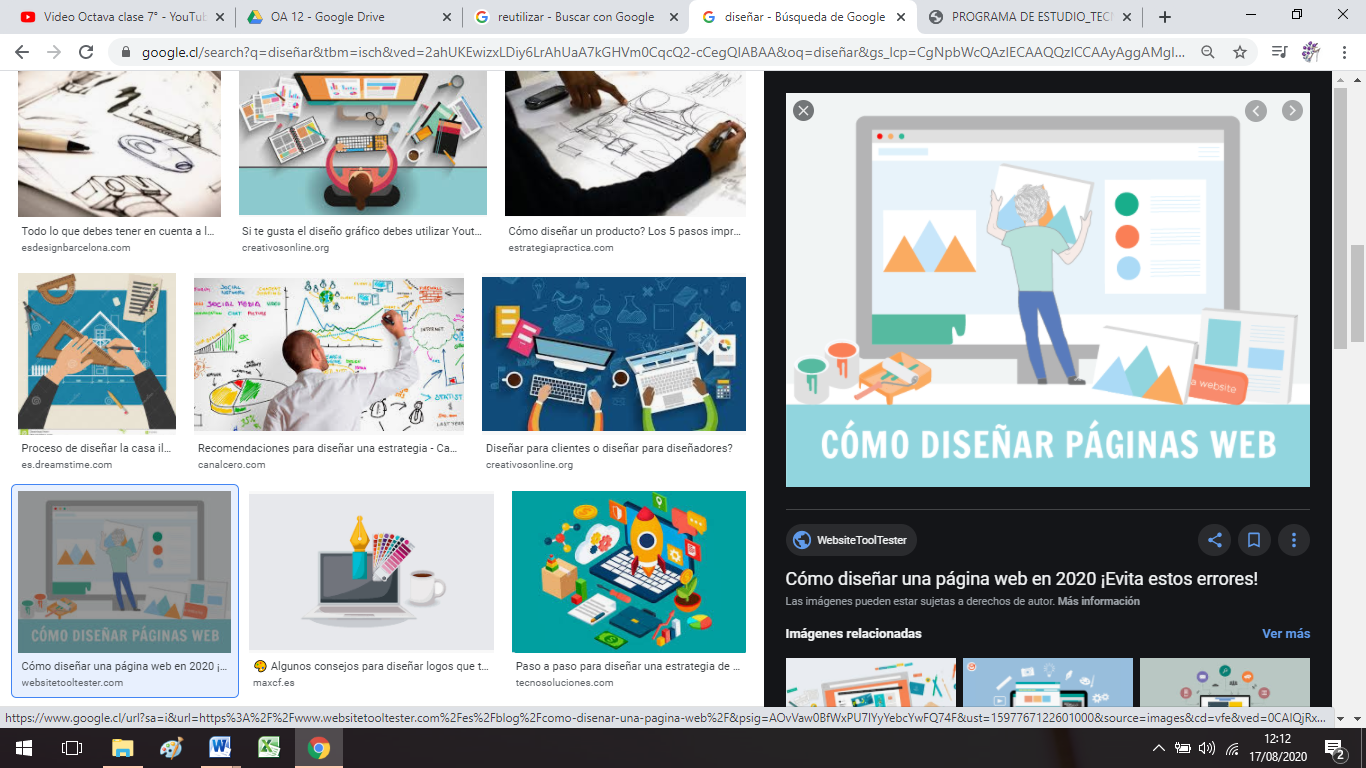 Video Octava clase 7° - YouTub
OA 12 - Google Drive
reutilizar - Buscar con Google
diseñar - Búsqueda de Google
PROGRAMA DE ESTUDIO_TECN
google.cl/search?q=diseñar&tbm=isch&ved=2ahUKEwizxLDiy6LrAhUaA7kGHVm0CqcQ2-cCegQIABAA&oq=diseñar&gs_lcp=CgNpbWcQAzIECAAQQzICCAAyAggAMgI...
Todo lo que debes tener en cuenta a l...
esdesignbarcelona.com
Si te gusta el diseño gráfico debes utilizar Yout...
creativosonline.org
Cómo diseñar un producto? Los 5 pasos impr...
estrategiapractica.com
SOCIAL MEDIA
INTERNET
Proceso de diseñar la casa il...
es.dreamstime.com
Recomendaciones para diseñar una estrategia - Ca...
canalcero.com
Diseñar para clientes o diseñar para diseñadores?
creativosonline.org
CÓMO DISEÑAR PÁGINAS WEB
Cómo diseñar una página web en 2020 ¡...
websitetooltester.com
Algunos consejos para diseñar logos que t...
maxcf.es
Paso a paso para diseñar una estrategia de ...
tecnosoluciones.com
a website
CÓMO DISEÑAR PÁGINAS WEB
WebsiteToolTester
Cómo diseñar una página web en 2020 ¡Evita estos errores!
Las imágenes pueden estar sujetas a derechos de autor. Más información
Imágenes relacionadas
Ver más
https://www.google.cl/url?sa=i&url=https%3A%2F%2Fwww.websitetooltester.com%2Fes%2Fblog%2Fcomo-disenar-una-pagina-web%2F&psig=AOvVaw0BfWxPU7IYyYebcYwFQ74F&ust=1597767122601000&source=images&cd=vfe&ved=0CAIQjRx...
12:12
17/08/2020
2